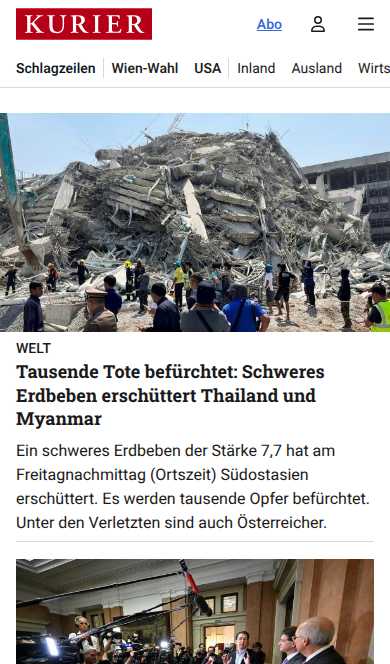 KURIER
Abo
Schlagzeilen Wien-Wahl USA Inland Ausland Wirts
WELT
Tausende Tote befürchtet: Schweres
Erdbeben erschüttert Thailand und
Myanmar
Ein schweres Erdbeben der Stärke 7,7 hat am
Freitagnachmittag (Ortszeit) Südostasien
erschüttert. Es werden tausende Opfer befürchtet.
Unter den Verletzten sind auch Österreicher.